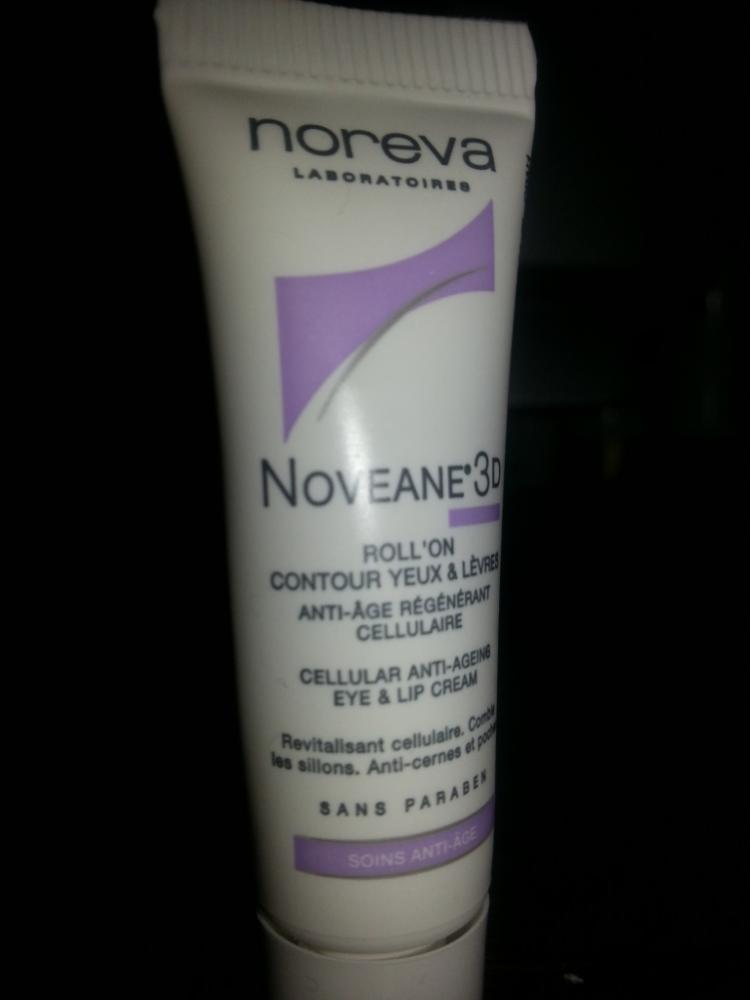 noreva
LABORATOIRES
NOVEANE® 3D
ROLL'ON
CONTOUR YEUX & LÈVRES
ANTI-ÂGE RÉGÉNÉRANT
CELLULAIRE
CELLULAR ANTI-AGEING
EYE & LIP CREAM
Revitalisant cellulaire.
les sillons. Anti-cernes et
SANS PARABEN
SOINS ANTI-ÂGE